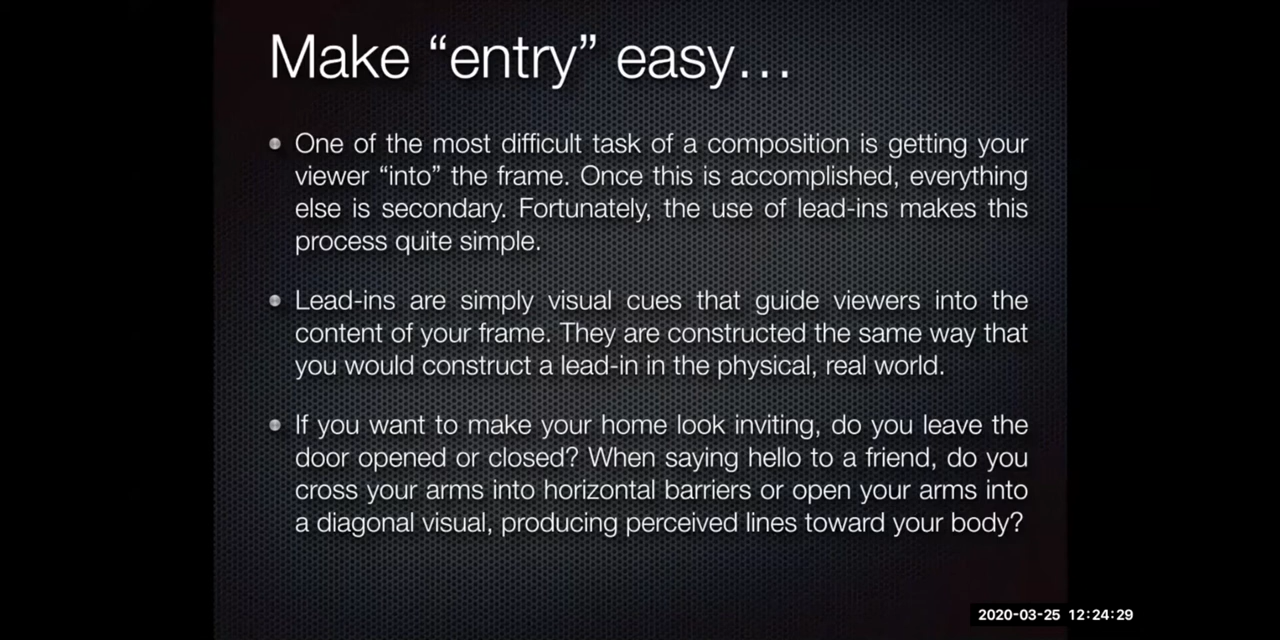 Make “entry” easy…
One of the most difficult task of a composition is getting your
viewer “into” the frame. Once this is accomplished, everything
else is secondary. Fortunately, the use of lead-ins makes this
process quite simple.
Lead-ins are simply visual cues that guide viewers into the
content of your frame. They are constructed the same way that
you would construct a lead-in in the physical, real world.
If you want to make your home look inviting, do you leave the
door opened or closed? When saying hello to a friend, do you
cross your arms into horizontal barriers or open your arms into
a diagonal visual, producing perceived lines toward your body?
2020-03-25 12:24:29